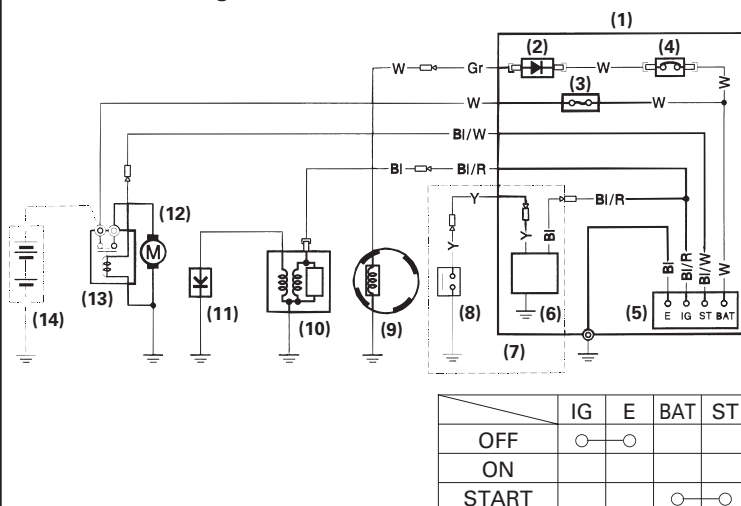 (1)
(2)
(4)
W
Gr
W
(3)
W
W
W
Bl/W
Bl
Bl/R
Y
Bl/R
(12)
Y
Y
Bl
Bl
Bl/R
Bl/W
W
M
(13)
(14)
(11)
(10)
(9)
(8)
(6)
(7)
(5)
E IG ST BAT
IG E BAT ST
OFF
ON
START